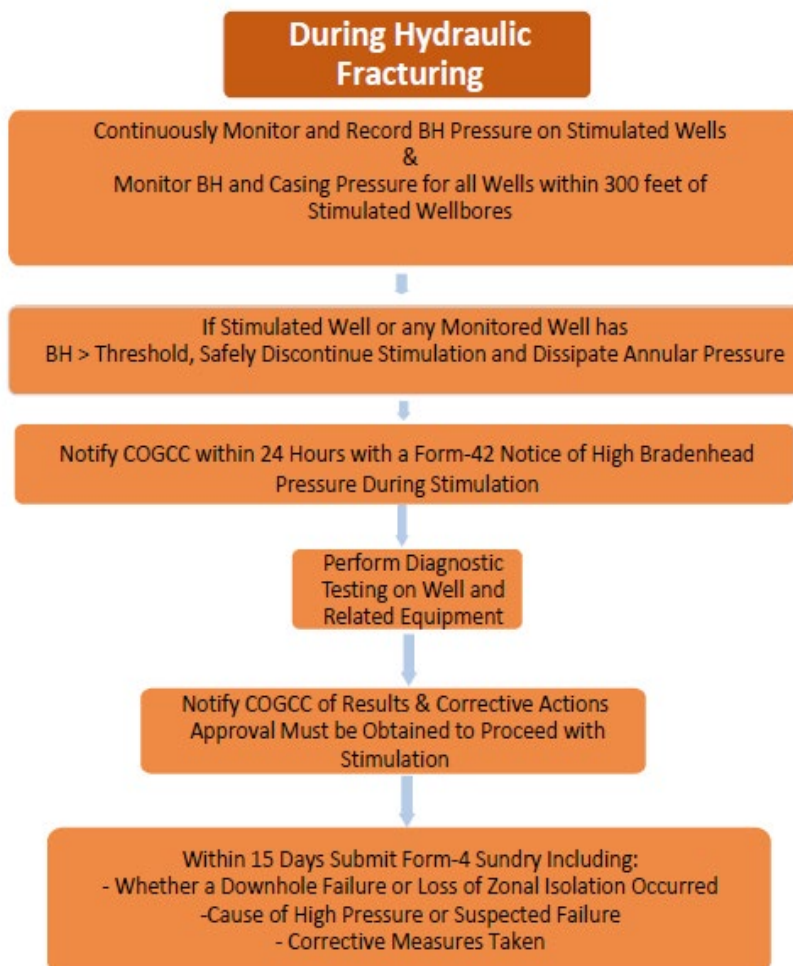 During Hydraulic
Fracturing
Continuously Monitor and Record BH Pressure on Stimulated Wells
&
Monitor BH and Casing Pressure for all Wells within 300 feet of
Stimulated Wellbores
If Stimulated Well or any Monitored Well has
BH > Threshold, Safely Discontinue Stimulation and Dissipate Annular Pressure
Notify COGCC within 24 Hours with a Form-42 Notice of High Bradenhead
Pressure During Stimulation
Perform Diagnostic
Testing on Well and
Related Equipment
Notify COGCC of Results & Corrective Actions
Approval Must be Obtained to Proceed with
Stimulation
Within 15 Days Submit Form-4 Sundry Including:
- Whether a Downhole Failure or Loss of Zonal Isolation Occurred
-Cause of High Pressure or Suspected Failure
- Corrective Measures Taken